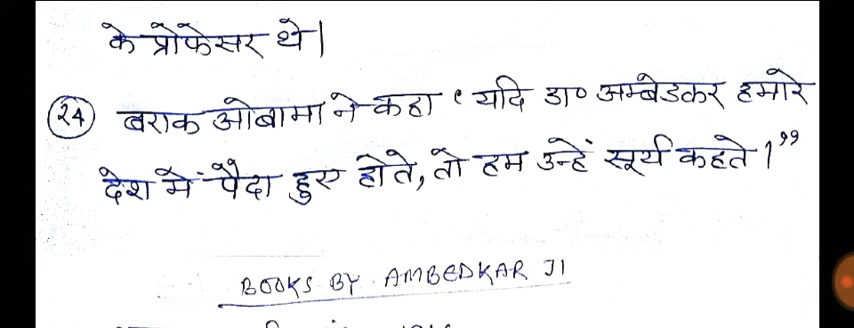 के प्रौफेसर थे।
24 बराक ओबामा ने कहा "यदि डा० अम्बेडकर हमारे
देश में पैदा हुए होते, तो हम उन्हें सूर्य कहते।"
BOOKS BY AMBEDKAR JI